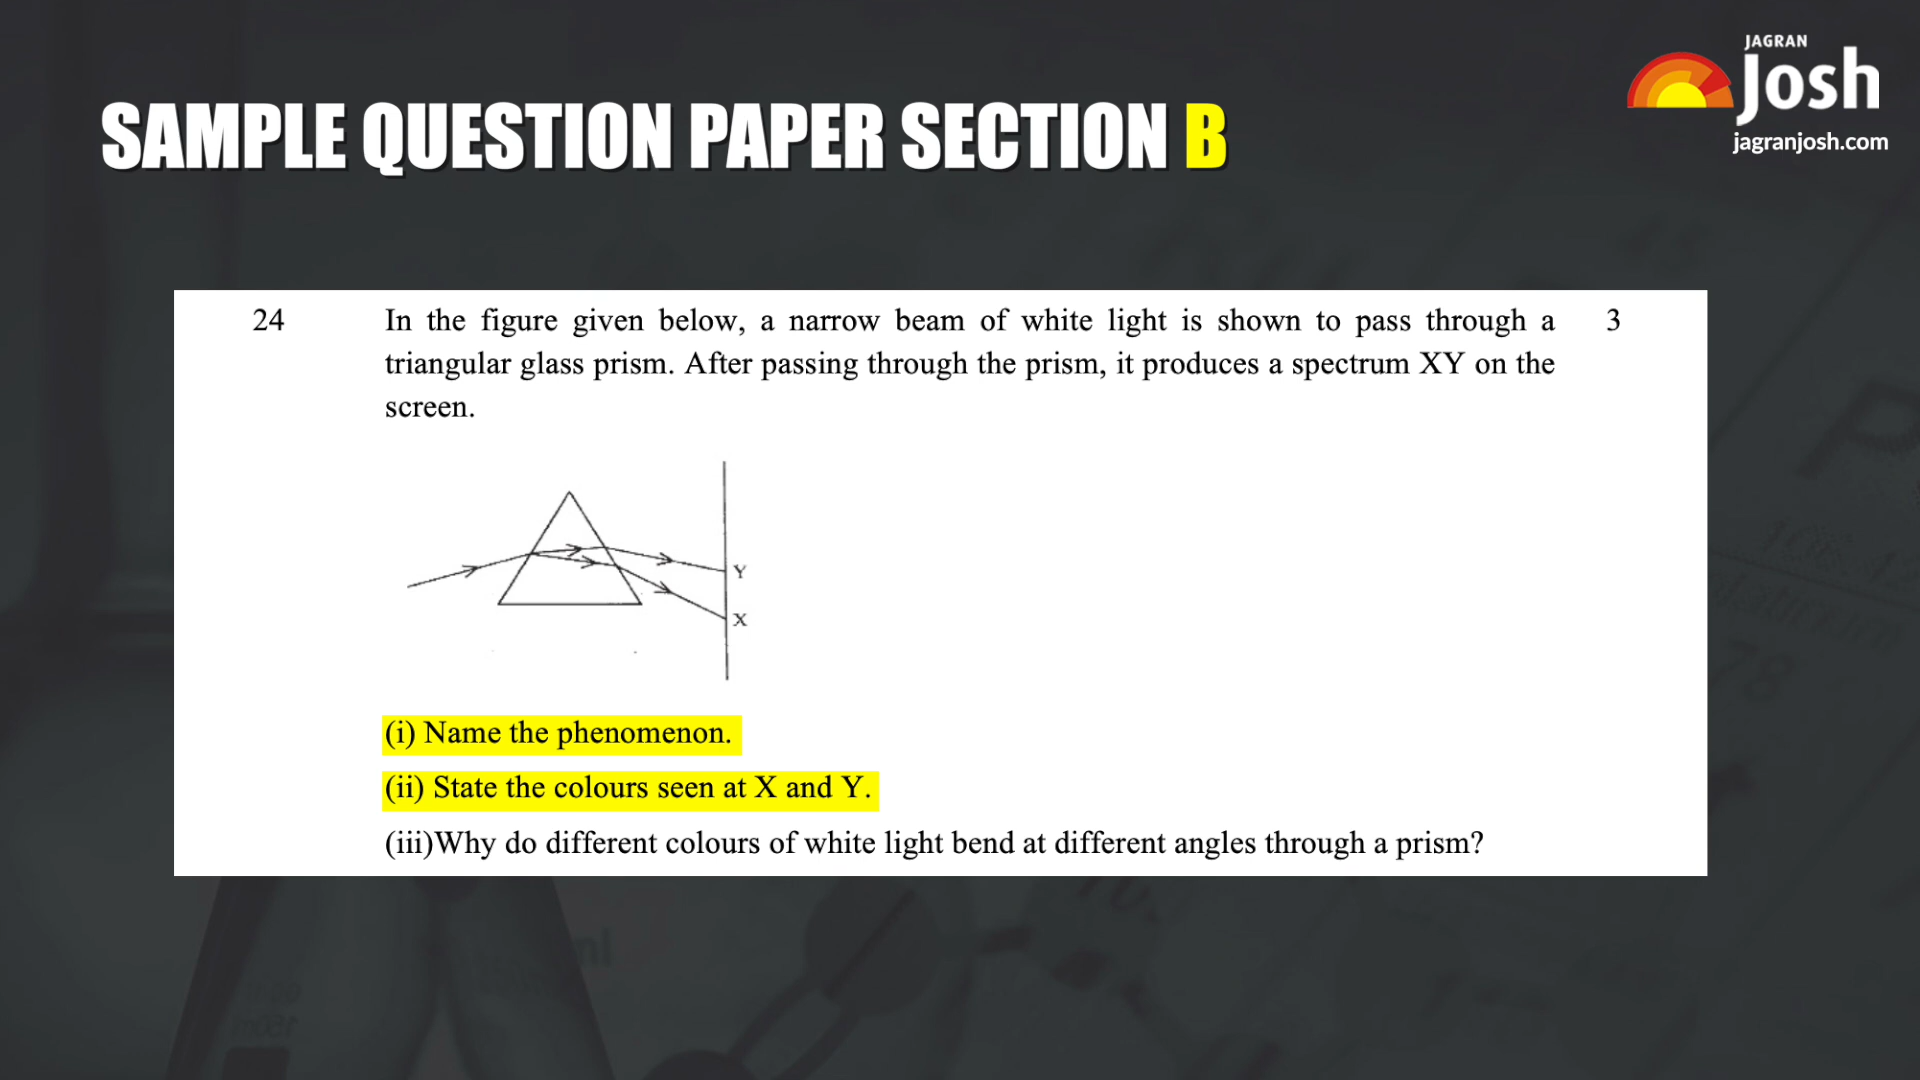 JAGRAN
Josh
jagranjosh.com
SAMPLE QUESTION PAPER SECTION B
24 In the figure given below, a narrow beam of white light is shown to pass through a 3
triangular glass prism. After passing through the prism, it produces a spectrum XY on the
screen.
Y
X
(i) Name the phenomenon.
(ii) State the colours seen at X and Y.
(iii)Why do different colours of white light bend at different angles through a prism?